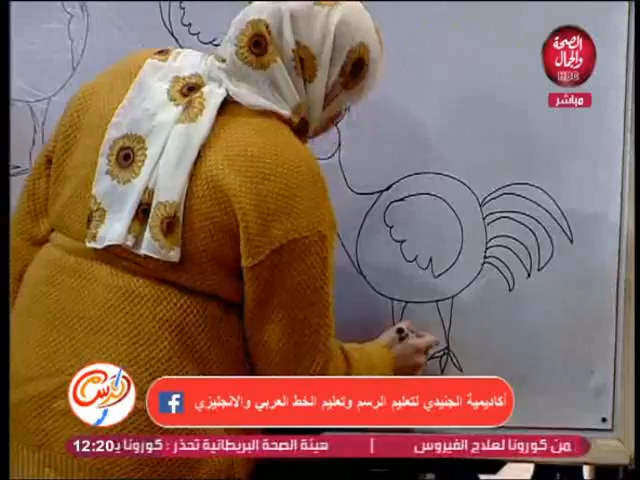 الصحة
والجمال
HBC
مباشر
أكاديمية الجنيدي لتعليم الرسم وتعليم الخط العربي والانجليزي
من كورونا لعلاج الفيروس | هيئة الصحة البريطانية تحذر : كورونا
12:20